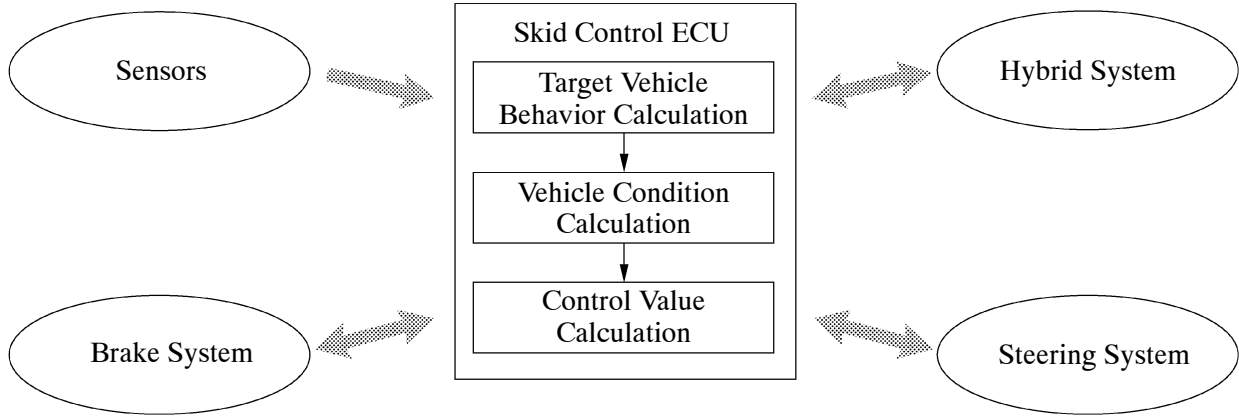 Sensors
Skid Control ECU
Target Vehicle
Behavior Calculation
Vehicle Condition
Calculation
Control Value
Calculation
Hybrid System
Brake System
Steering System